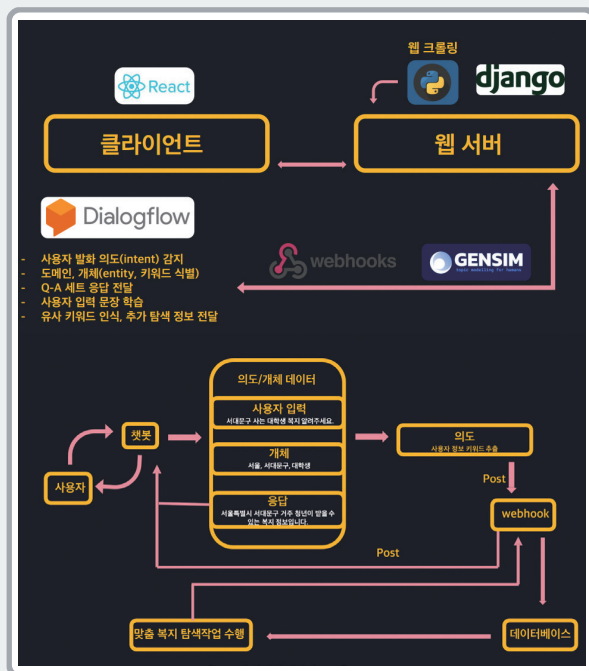 웹 크롤링
React
django
클라이언트
웹 서버
Dialogflow
- 사용자 발화 의도(intent) 감지
- 도메인, 개체(entity, 키워드 식별)
- Q-A 세트 응답 전달
- 사용자 입력 문장 학습
- 유사 키워드 인식, 추가 탐색 정보 전달
webhooks
GENSIM
topic modelling for humans
의도/개체 데이터
사용자 입력
서대문구 사는 대학생 복지 알려주세요.
챗봇
의도
사용자 정보 키워드 추출
개체
서울, 서대문구, 대학생
사용자
Post
응답
서울특별시 서대문구 거주 청년이 받을 수
있는 복지 정보입니다.
webhook
Post
맞춤 복지 탐색작업 수행
데이터베이스